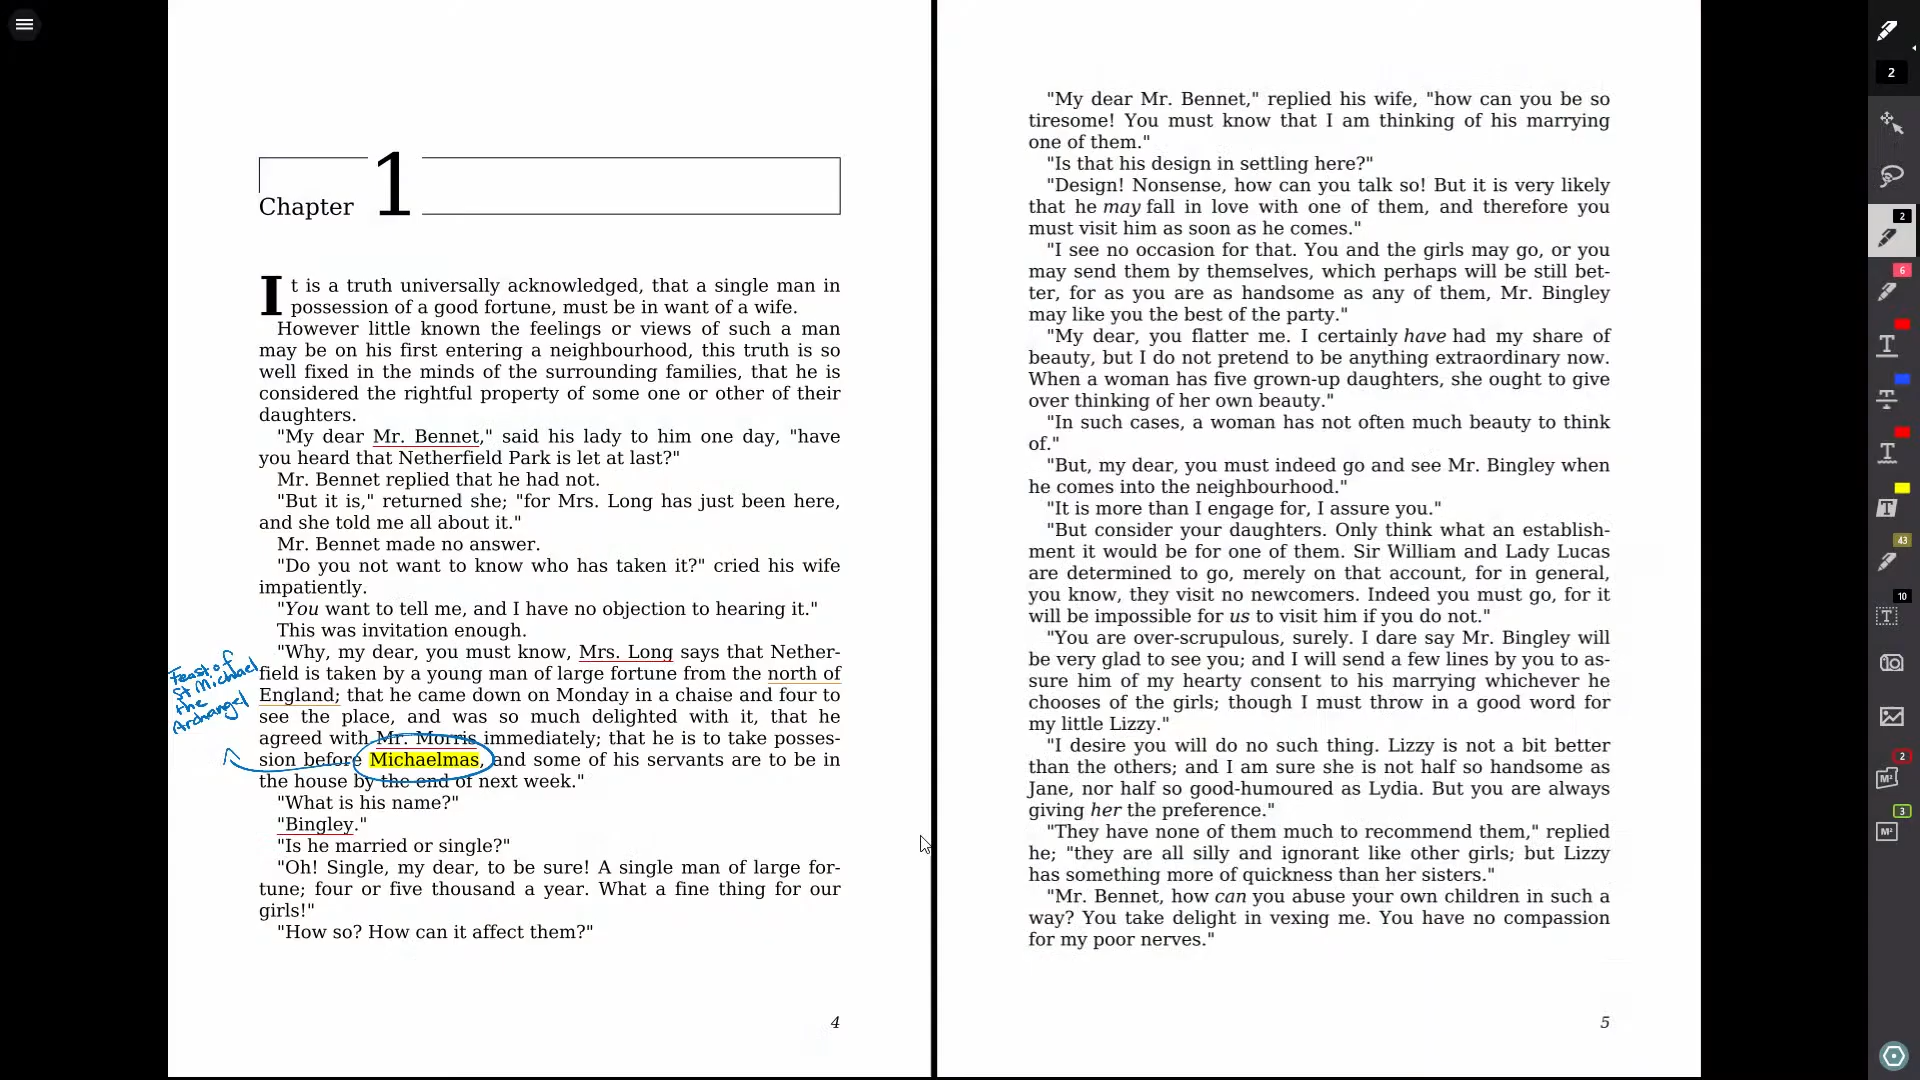 Chapter 1
It is a truth universally acknowledged, that a single man in
possession of a good fortune, must be in want of a wife.
However little known the feelings or views of such a man
may be on his first entering a neighbourhood, this truth is so
well fixed in the minds of the surrounding families, that he is
considered the rightful property of some one or other of their
daughters.
"My dear Mr. Bennet," said his lady to him one day, "have
you heard that Netherfield Park is let at last?"
Mr. Bennet replied that he had not.
"But it is," returned she; "for Mrs. Long has just been here,
and she told me all about it."
Mr. Bennet made no answer.
"Do you not want to know who has taken it?" cried his wife
impatiently.
"You want to tell me, and I have no objection to hearing it."
This was invitation enough.
"Why, my dear, you must know, Mrs. Long says that Nether-
field is taken by a young man of large fortune from the north of
England; that he came down on Monday in a chaise and four to
see the place, and was so much delighted with it, that he
agreed with Mr. Morris immediately; that he is to take posses-
sion before Michaelmas, and some of his servants are to be in
the house by the end of next week."
"What is his name?"
"Bingley."
"Is he married or single?"
"Oh! Single, my dear, to be sure! A single man of large for-
tune; four or five thousand a year. What a fine thing for our
girls!"
"How so? How can it affect them?"
4
Feast of
St Michael
the
Archangel
"My dear Mr. Bennet," replied his wife, "how can you be so
tiresome! You must know that I am thinking of his marrying
one of them."
"Is that his design in settling here?"
"Design! Nonsense, how can you talk so! But it is very likely
that he may fall in love with one of them, and therefore you
must visit him as soon as he comes."
"I see no occasion for that. You and the girls may go, or you
may send them by themselves, which perhaps will be still bet-
ter, for as you are as handsome as any of them, Mr. Bingley
may like you the best of the party."
"My dear, you flatter me. I certainly have had my share of
beauty, but I do not pretend to be anything extraordinary now.
When a woman has five grown-up daughters, she ought to give
over thinking of her own beauty."
"In such cases, a woman has not often much beauty to think
of."
"But, my dear, you must indeed go and see Mr. Bingley when
he comes into the neighbourhood."
"It is more than I engage for, I assure you."
"But consider your daughters. Only think what an establish-
ment it would be for one of them. Sir William and Lady Lucas
are determined to go, merely on that account, for in general,
you know, they visit no newcomers. Indeed you must go, for it
will be impossible for us to visit him if you do not."
"You are over-scrupulous, surely. I dare say Mr. Bingley will
be very glad to see you; and I will send a few lines by you to as-
sure him of my hearty consent to his marrying whichever he
chooses of the girls; though I must throw in a good word for
my little Lizzy."
"I desire you will do no such thing. Lizzy is not a bit better
than the others; and I am sure she is not half so handsome as
Jane, nor half so good-humoured as Lydia. But you are always
giving her the preference."
"They have none of them much to recommend them," replied
he; "they are all silly and ignorant like other girls; but Lizzy
has something more of quickness than her sisters."
"Mr. Bennet, how can you abuse your own children in such a
way? You take delight in vexing me. You have no compassion
for my poor nerves."
5
2
2
6
T
T
T
T
43
10
T
2
M²
3
M²